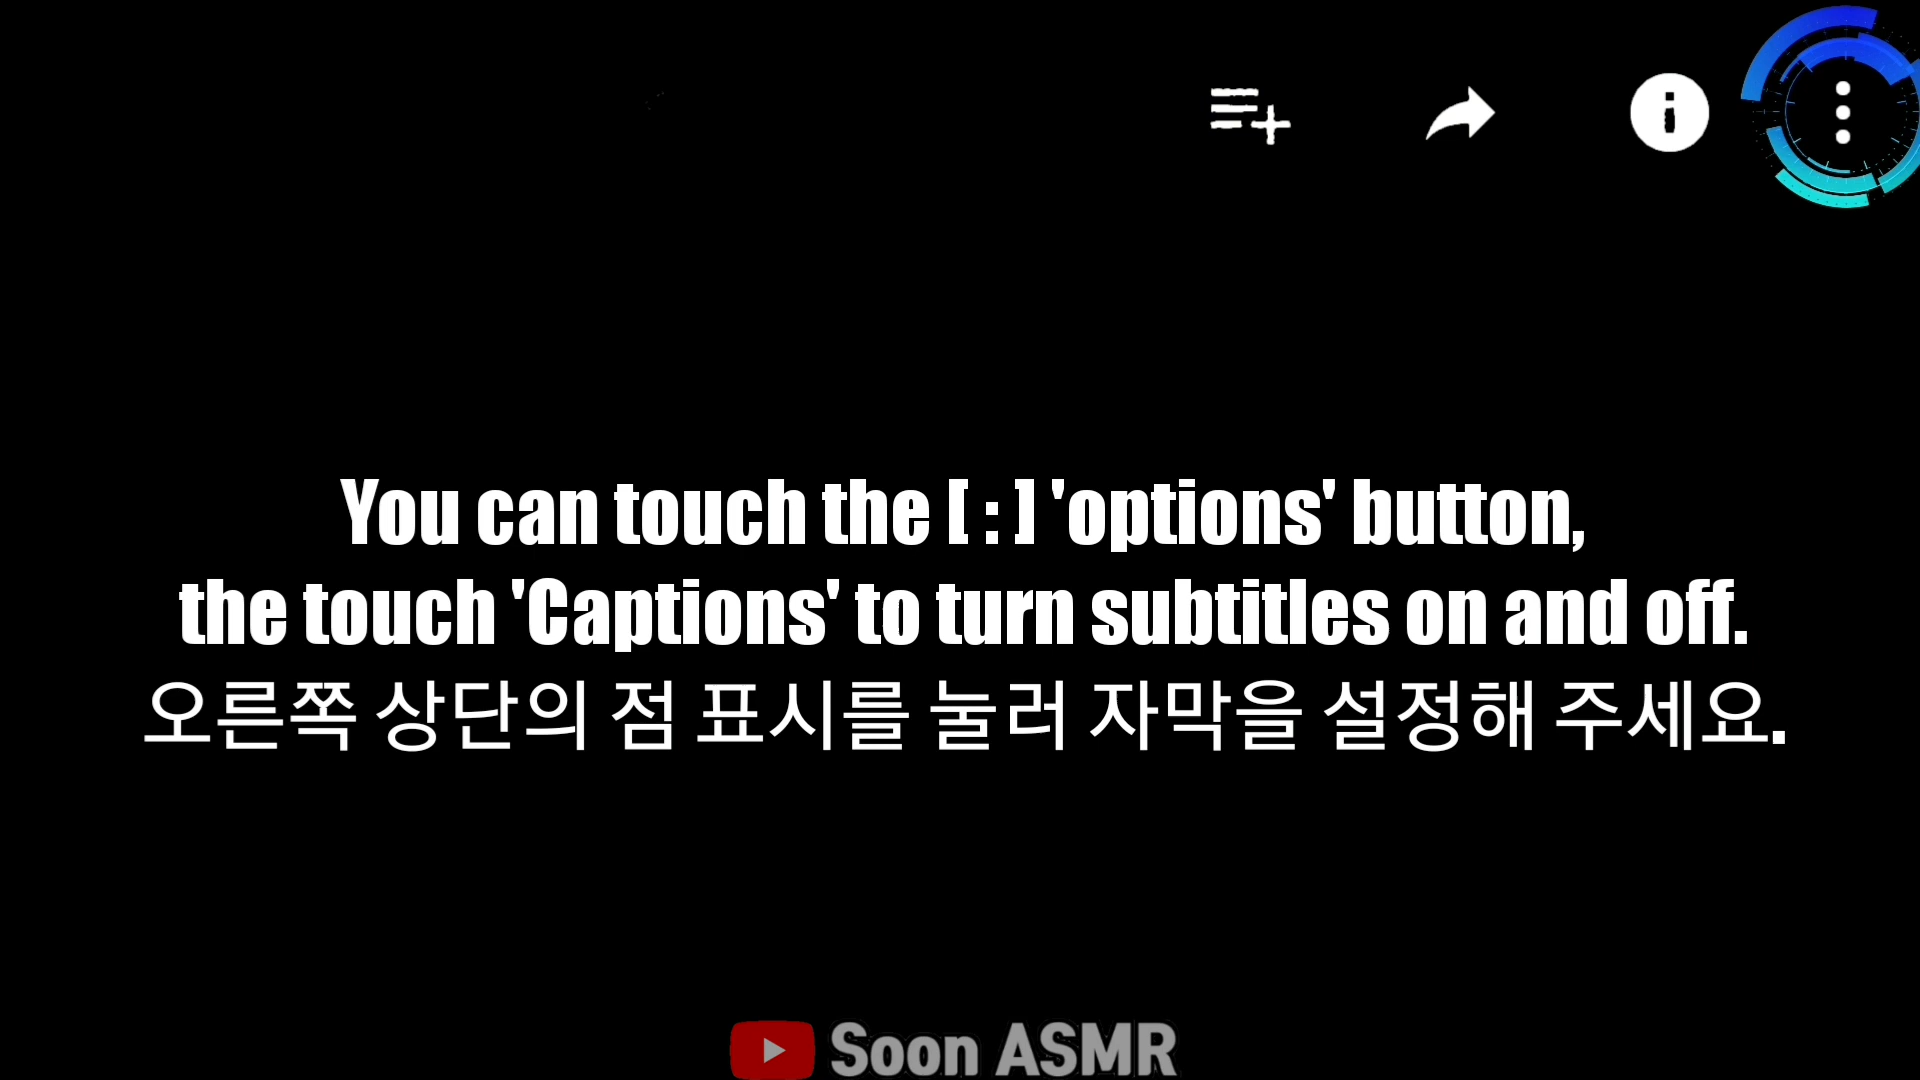 You can touch the [ : ] 'options' button,
the touch 'Captions' to turn subtitles on and off.
오른쪽 상단의 점 표시를 눌러 자막을 설정해 주세요.
Soon ASMR